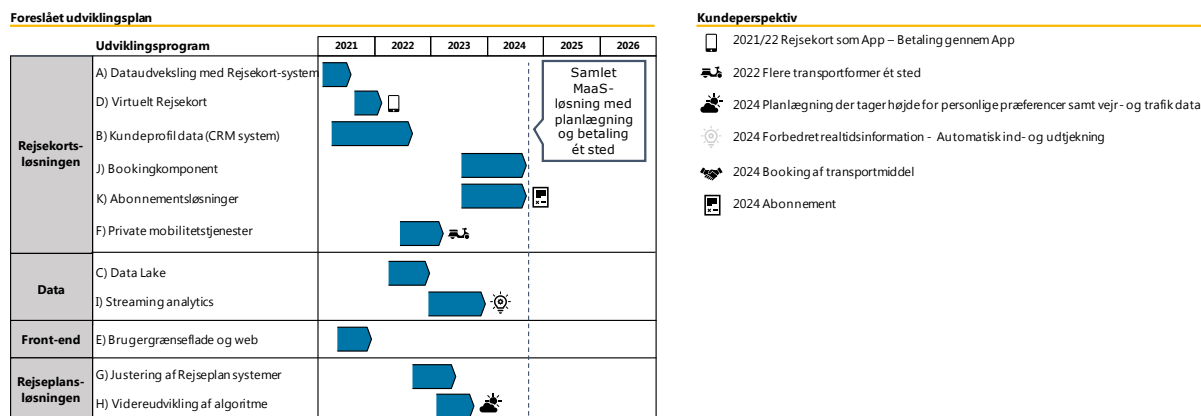 Foreslået udviklingsplan
Udviklingsprogram
2021
2022
2023
2024
2025
2026
Rejsekorts-
løsningen
A) Dataudveksling med Rejsekort-system
D) Virtuelt Rejsekort
B) Kundeprofil data (CRM system)
J) Bookingkomponent
K) Abonnementsløsninger
F) Private mobilitetstjenester
Samlet
MaaS-
løsning med
planlægning
og betaling
ét sted
Data
C) Data Lake
I) Streaming analytics
Front-end
E) Brugergrænseflade og web
Rejseplans-
løsningen
G) Justering af Rejseplan systemer
H) Videreudvikling af algoritme
Kundeperspektiv
2021/22 Rejsekort som App – Betaling gennem App
2022 Flere transportformer ét sted
2024 Planlægning der tager højde for personlige præferencer samt vejr- og trafik data
2024 Forbedret realtidsinformation - Automatisk ind- og udtjekning
2024 Booking af transportmiddel
2024 Abonnement